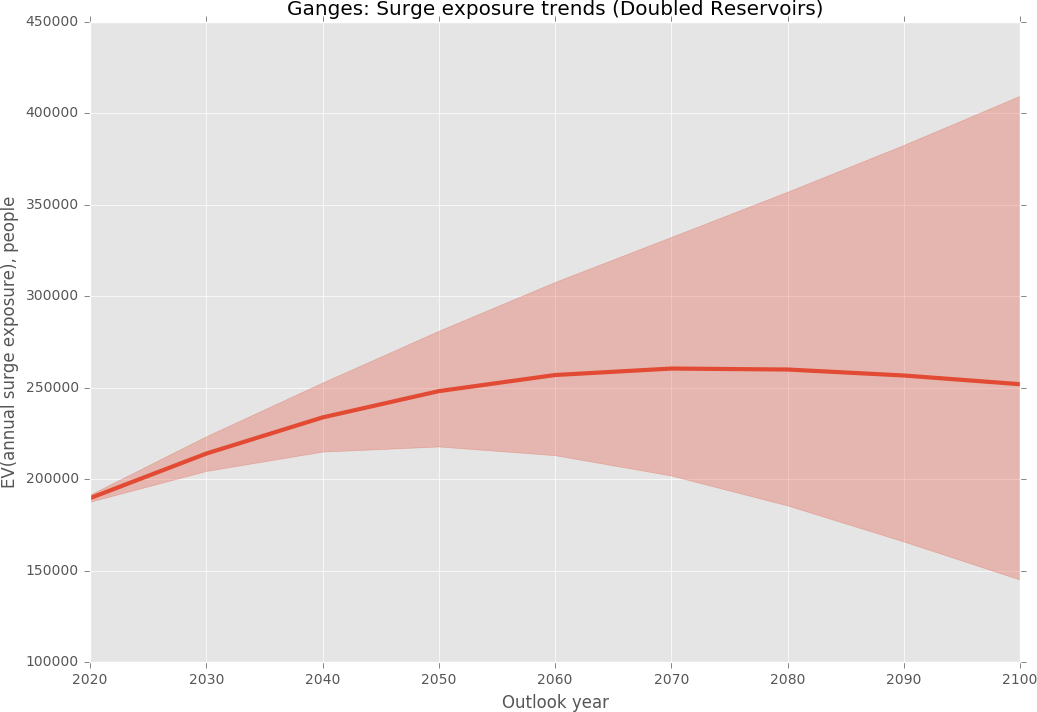 Ganges: Surge exposure trends (Doubled Reservoirs)
450000
400000
350000
300000
250000
200000
150000
100000
EV(annual surge exposure), people
2020 2030 2040 2050 2060 2070 2080 2090 2100
Outlook year